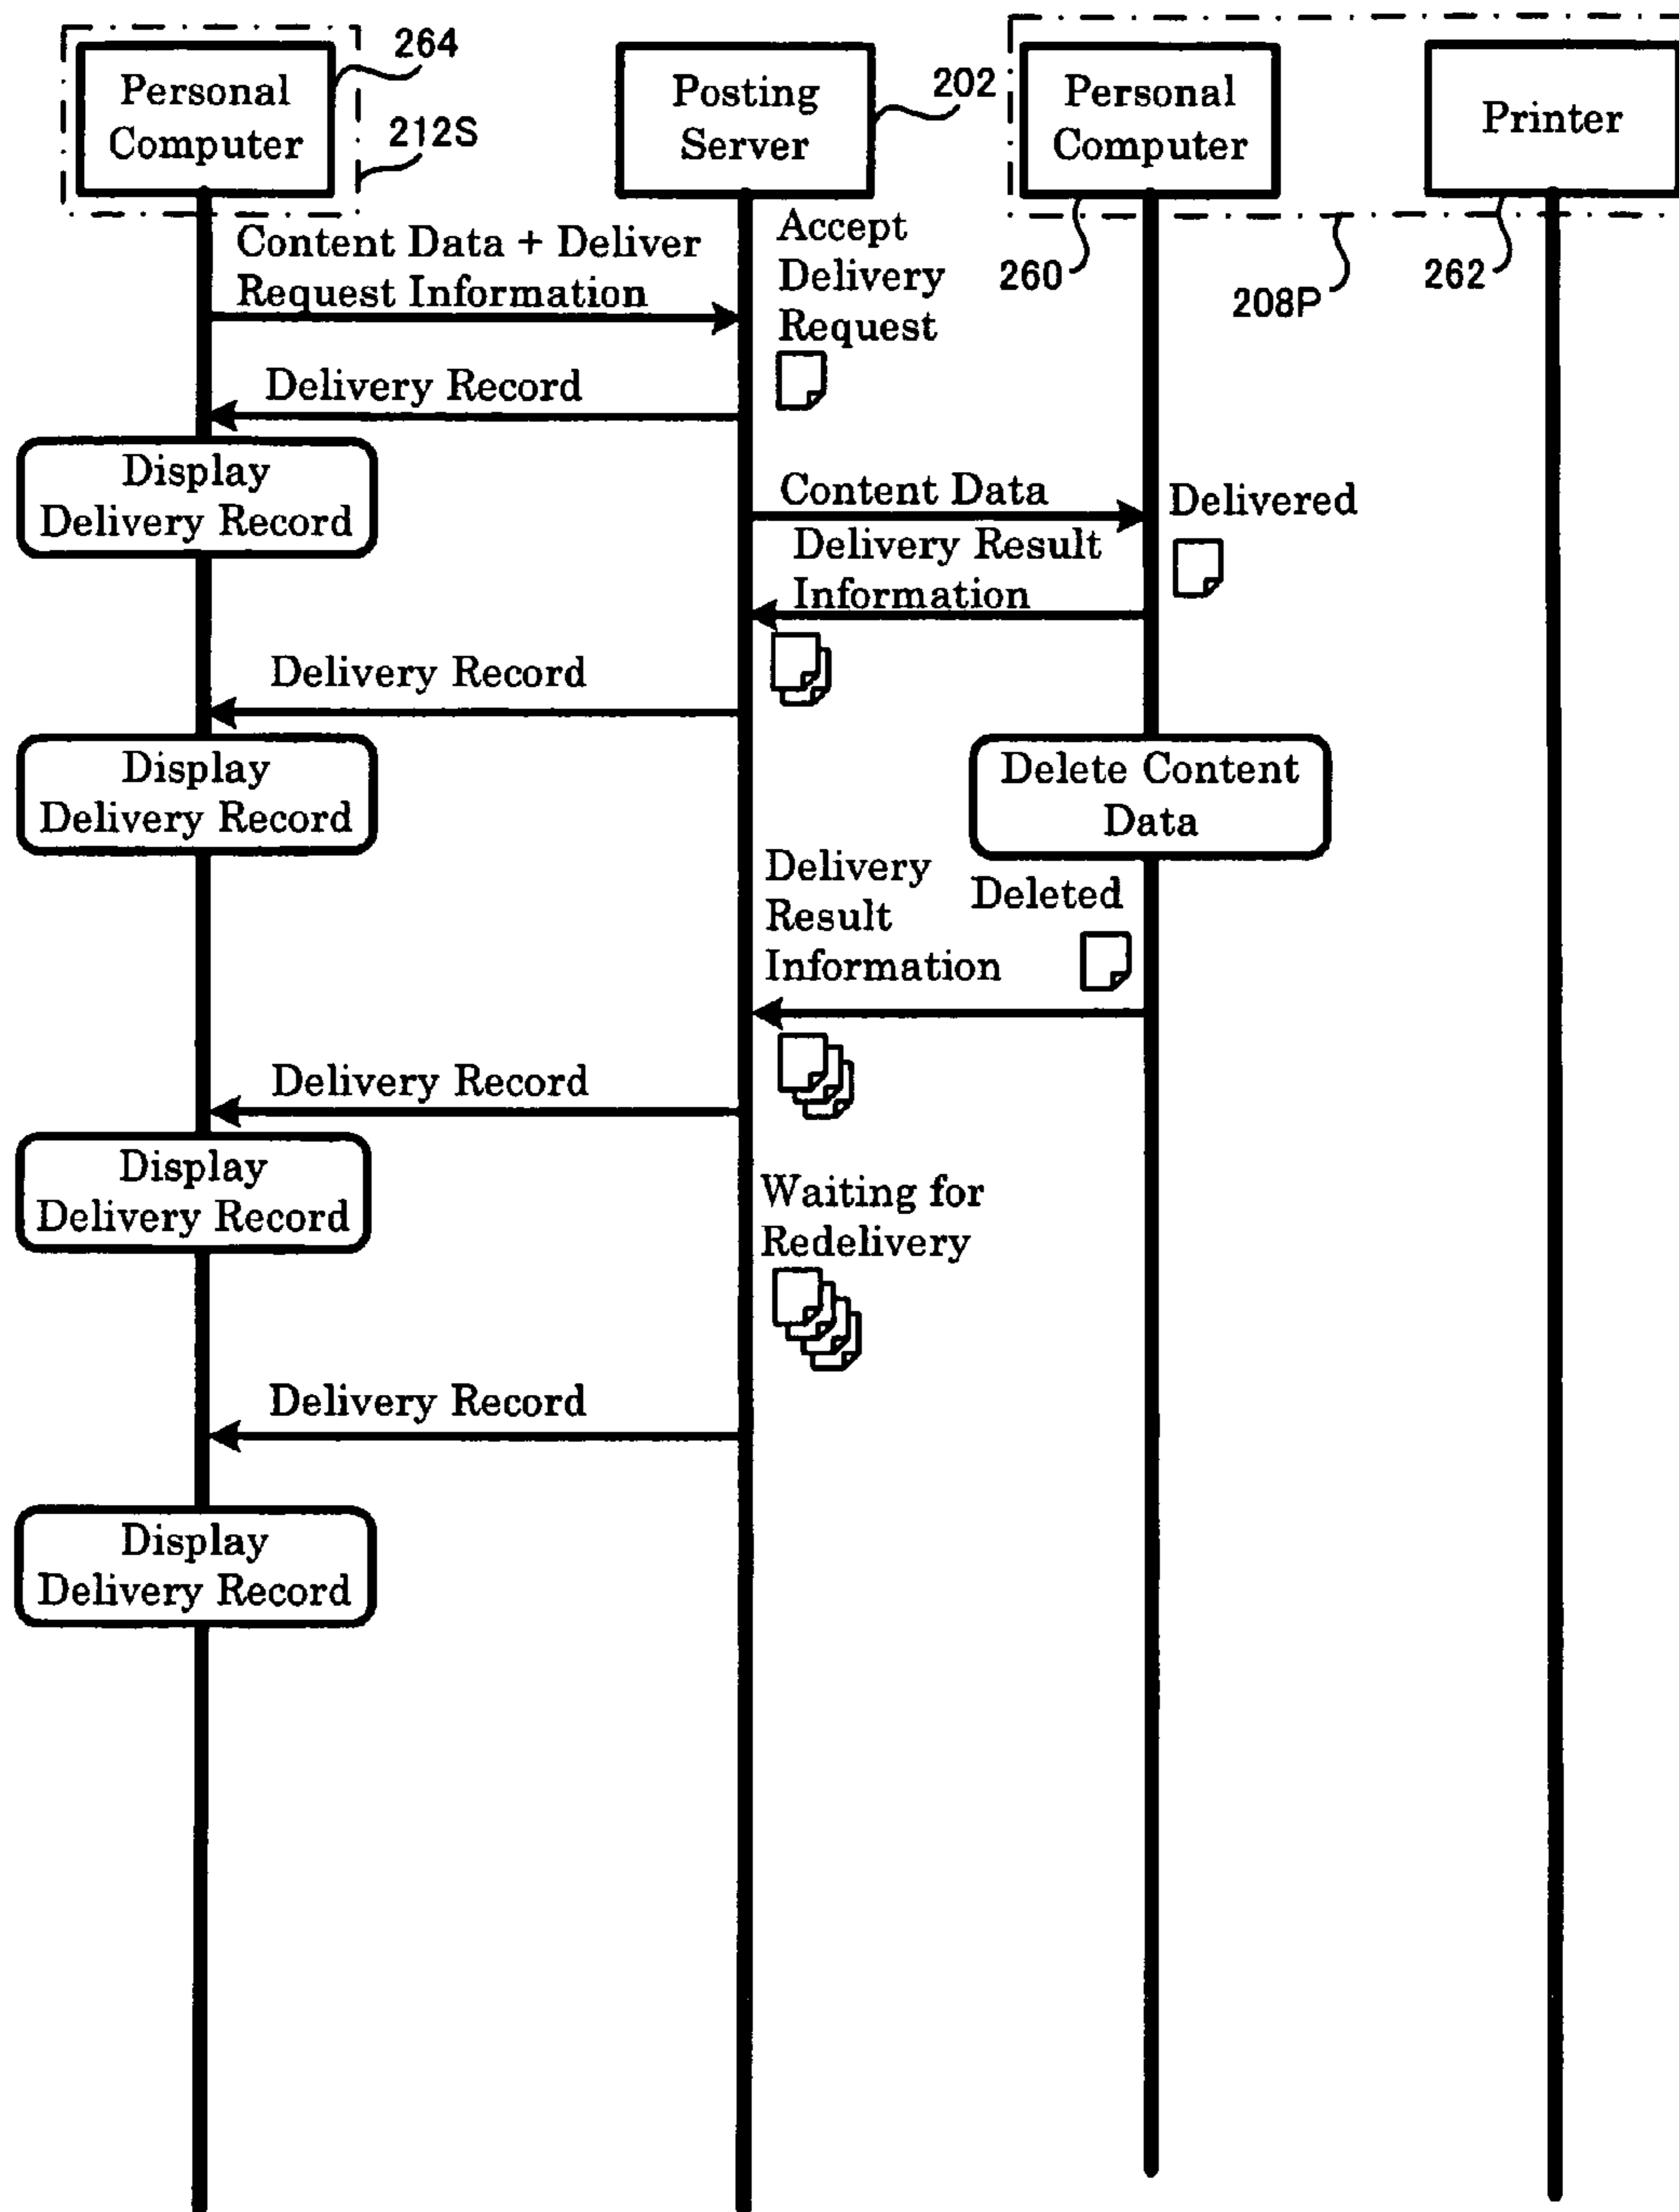 264
Personal
Computer
212S
Posting
Server
202
Personal
Computer
260
208P
Printer
262
Content Data + Deliver
Request Information
Accept
Delivery
Request
Delivery Record
Display
Delivery Record
Content Data
Delivered
Delivery Result
Information
Delivery Record
Display
Delivery Record
Delete Content
Data
Delivery
Result
Information
Deleted
Delivery Record
Display
Delivery Record
Waiting for
Redelivery
Delivery Record
Display
Delivery Record